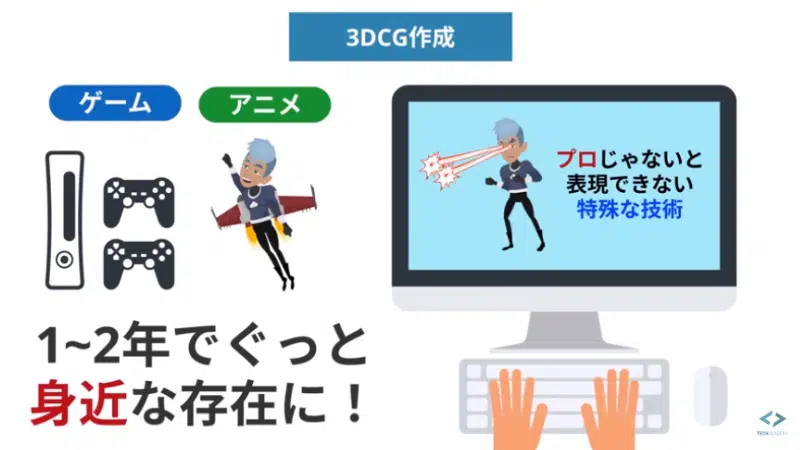 3DCG作成
ゲーム
アニメ
プロじゃないと
表現できない
特殊な技術
1~2年でぐっと
身近な存在に！
TECHACADEMY